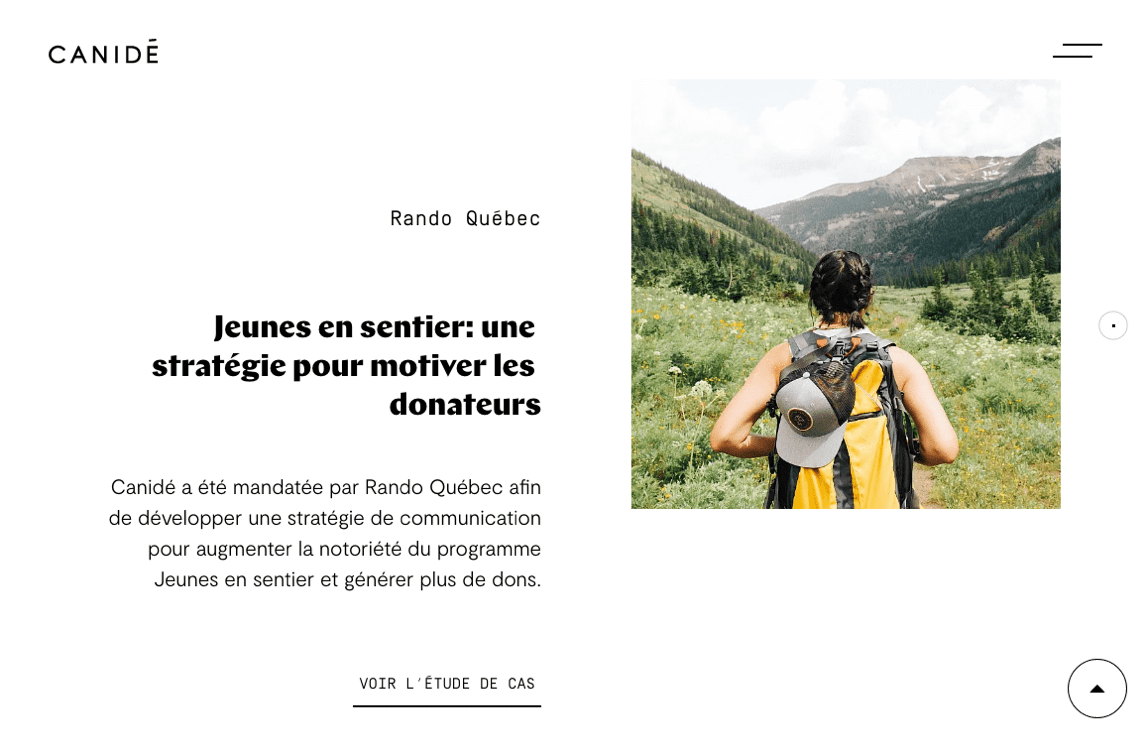 CANIDÉ
Rando Québec
Jeunes en sentier: une
stratégie pour motiver les
donateurs
Canidé a été mandatée par Rando Québec afin
de développer une stratégie de communication
pour augmenter la notoriété du programme
Jeunes en sentier et générer plus de dons.
VOIR L'ÉTUDE DE CAS